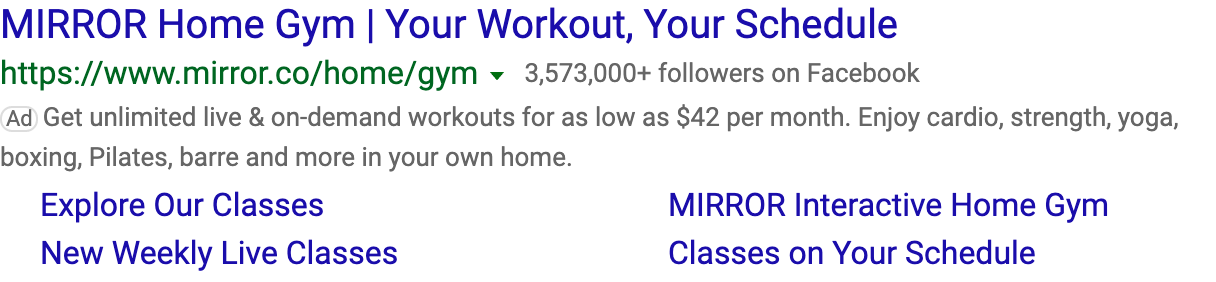 MIRROR Home Gym | Your Workout, Your Schedule
https://www.mirror.co/home/gym 3,573,000+ followers on Facebook
Ad Get unlimited live & on-demand workouts for as low as $42 per month. Enjoy cardio, strength, yoga,
boxing, Pilates, barre and more in your own home.
Explore Our Classes MIRROR Interactive Home Gym
New Weekly Live Classes Classes on Your Schedule